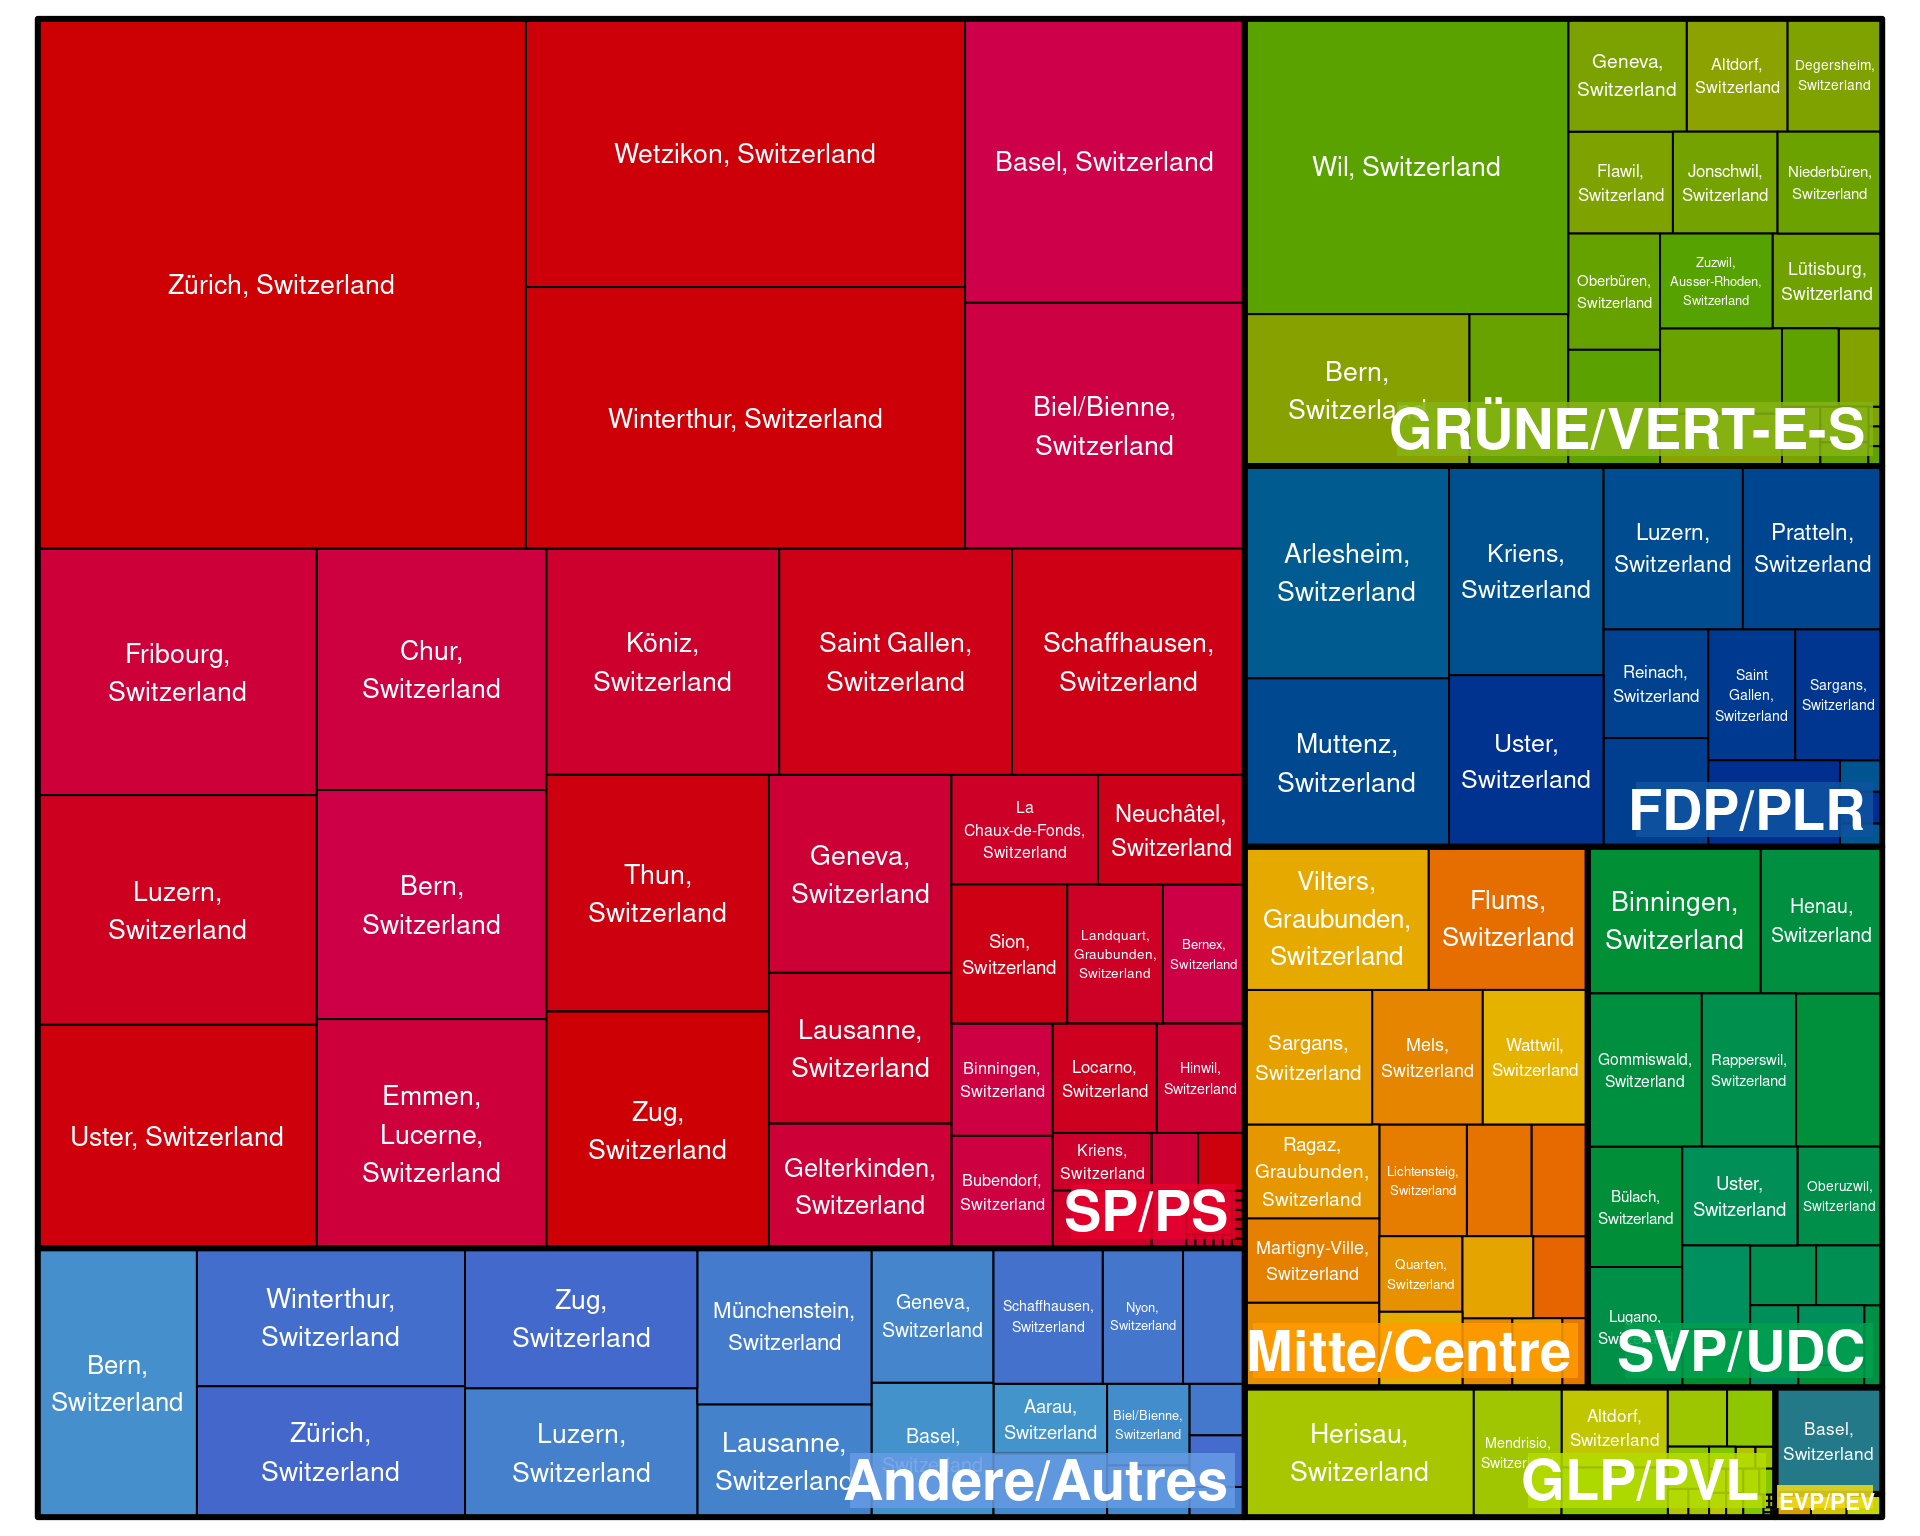 Zürich, Switzerland
Wetzikon, Switzerland
Winterthur, Switzerland
Basel, Switzerland
Biel/Bienne,
Switzerland
Fribourg,
Switzerland
Chur,
Switzerland
Köniz,
Switzerland
Saint Gallen,
Switzerland
Schaffhausen,
Switzerland
Luzern,
Switzerland
Bern,
Switzerland
Thun,
Switzerland
Geneva,
Switzerland
La
Chaux-de-Fonds,
Switzerland
Neuchâtel,
Switzerland
Sion,
Switzerland
Landquart,
Graubunden,
Switzerland
Bernex,
Switzerland
Uster, Switzerland
Emmen,
Lucerne,
Switzerland
Zug,
Switzerland
Lausanne,
Switzerland
Gelterkinden,
Switzerland
Binningen,
Switzerland
Locarno,
Switzerland
Hinwil,
Switzerland
Bubendorf,
Switzerland
Kriens,
Switzerland
SP/PS
Wil, Switzerland
Geneva,
Switzerland
Altdorf,
Switzerland
Degersheim,
Switzerland
Flawil,
Switzerland
Jonschwil,
Switzerland
Niederbüren,
Switzerland
Oberbüren,
Switzerland
Zuzwil,
Ausser-Rhoden,
Switzerland
Lütisburg,
Switzerland
Bern,
Switzerland
GRÜNE/VERT-E-S
Arlesheim,
Switzerland
Kriens,
Switzerland
Luzern,
Switzerland
Pratteln,
Switzerland
Muttenz,
Switzerland
Uster,
Switzerland
Reinach,
Switzerland
Saint
Gallen,
Switzerland
Sargans,
Switzerland
FDP/PLR
Vilters,
Graubunden,
Switzerland
Flums,
Switzerland
Sargans,
Switzerland
Mels,
Switzerland
Wattwil,
Switzerland
Ragaz,
Graubunden,
Switzerland
Lichtensteig,
Switzerland
Martigny-Ville,
Switzerland
Quarten,
Switzerland
Mitte/Centre
Binningen,
Switzerland
Henau,
Switzerland
Gommiswald,
Switzerland
Rapperswil,
Switzerland
Bülach,
Switzerland
Uster,
Switzerland
Oberuzwil,
Switzerland
Lugano,
SVP/UDC
Bern,
Switzerland
Winterthur,
Switzerland
Zug,
Switzerland
Münchenstein,
Switzerland
Geneva,
Switzerland
Schaffhausen,
Switzerland
Nyon,
Switzerland
Zürich,
Switzerland
Luzern,
Switzerland
Lausanne,
Switzerland
Basel,
Switzerland
Aarau,
Switzerland
Biel/Bienne,
Switzerland
Andere/Autres
Herisau,
Switzerland
Mendrisio,
Altdorf,
Switzerland
GLP/PVL
Basel,
Switzerland
EVP/PEV